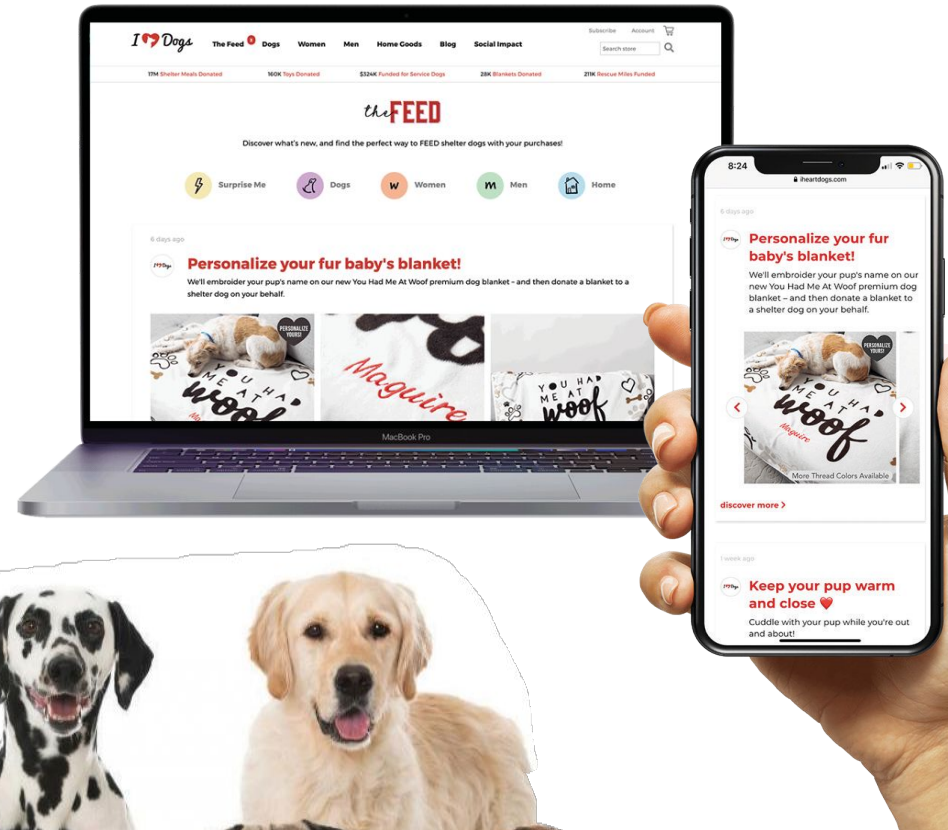 I Dogs
The Feed 8 Dogs Women Men Home Goods Blog Social Impact
Subscribe Account
Search store
17M Shelter Meals Donated 160K Toys Donated $324K Funded for Service Dogs 28K Blankets Donated 211K Rescue Miles Funded
the FEED
Discover what's new, and find the perfect way to FEED shelter dogs with your purchases!
Surprise Me Dogs W Women m Men Home
6 days ago
Personalize your fur baby's blanket!
We'll embroider your pup's name on our new You Had Me At Woof premium dog blanket – and then donate a blanket to a
shelter dog on your behalf.
PERSONALIZE
YOURS!
YOU HAD
ME AT
woof
Maguire
YOU HAD
ME AT
woof
MacBook Pro
8:24
iheartdogs.com
6 days ago
Personalize your fur
baby's blanket!
We'll embroider your pup's name on our
new You Had Me At Woof premium dog
blanket – and then donate a blanket to
a shelter dog on your behalf.
PERSONALIZE
YOURS!
YOU HAD
ME AT
woof
Maguire
More Thread Colors Available
discover more >
1 week ago
Keep your pup warm
and close ❤️
Cuddle with your pup while you're out
and about!